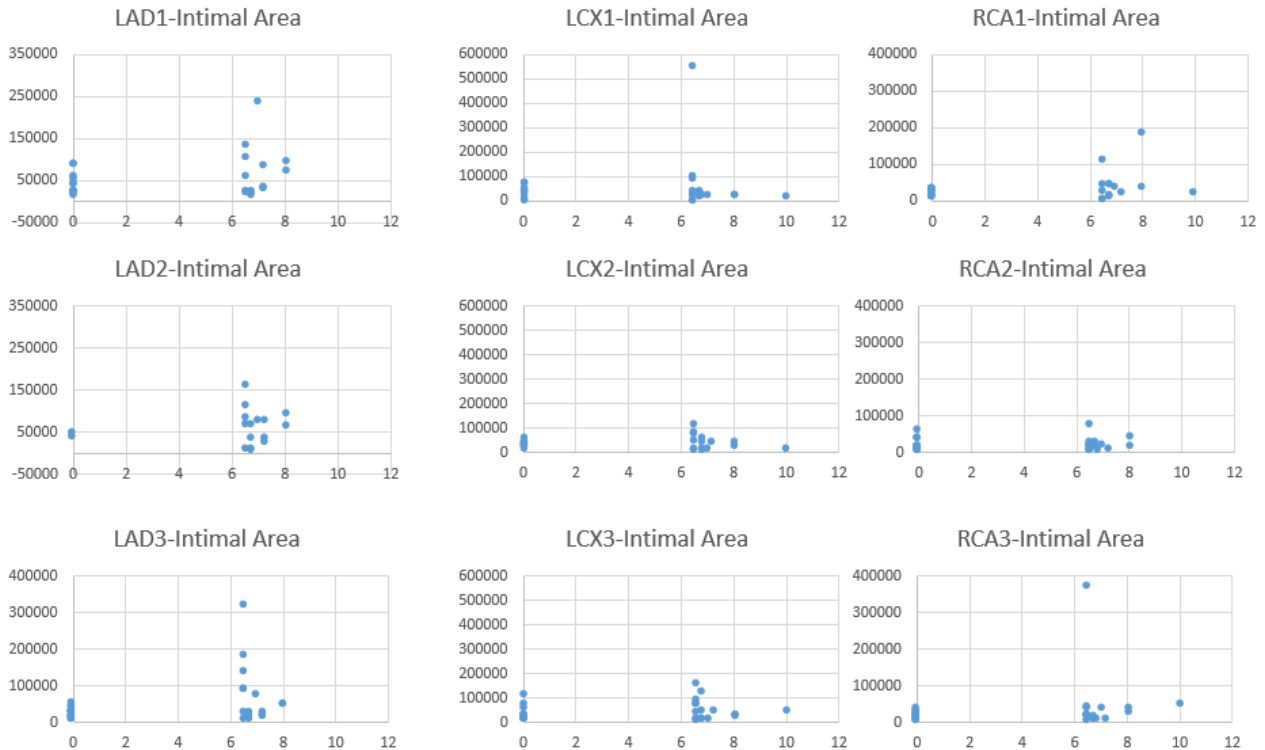 LAD1-Intimal Area
350000
250000
150000
50000
-50000
0 2 4 6 8 10 12
LCX1-Intimal Area
600000
500000
400000
300000
200000
100000
0
0 2 4 6 8 10 12
RCA1-Intimal Area
400000
300000
200000
100000
0
0 2 4 6 8 10 12
LAD2-Intimal Area
350000
250000
150000
50000
-50000
0 2 4 6 8 10 12
LCX2-Intimal Area
600000
500000
400000
300000
200000
100000
0
0 2 4 6 8 10 12
RCA2-Intimal Area
400000
300000
200000
100000
0
0 2 4 6 8 10 12
LAD3-Intimal Area
400000
300000
200000
100000
0
0 2 4 6 8 10 12
LCX3-Intimal Area
600000
500000
400000
300000
200000
100000
0
0 2 4 6 8 10 12
RCA3-Intimal Area
400000
300000
200000
100000
0
0 2 4 6 8 10 12